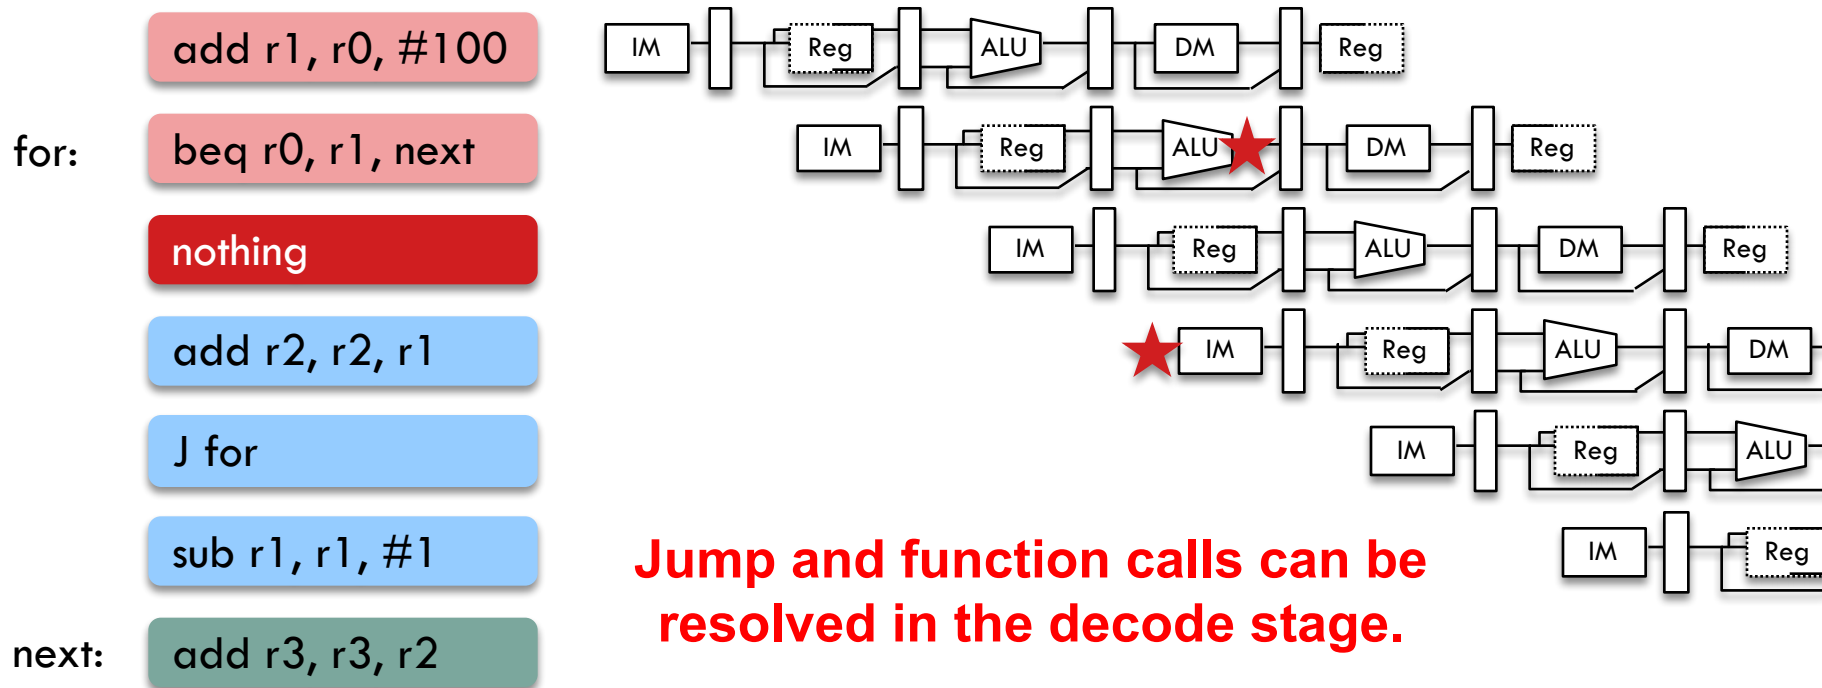 add r1, r0, #100
IM Reg ALU DM Reg
for: beq r0, r1, next
IM Reg ALU DM Reg
nothing
IM Reg ALU DM Reg
add r2, r2, r1
IM Reg ALU DM
J for
IM Reg ALU
sub r1, r1, #1
IM Reg
Jump and function calls can be
resolved in the decode stage.
next: add r3, r3, r2